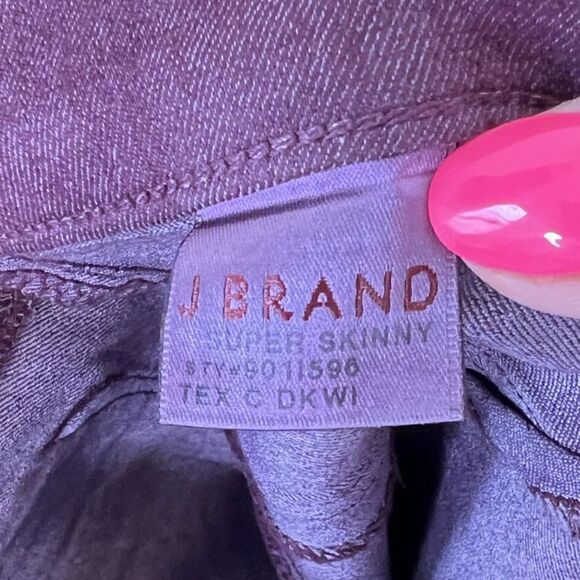 J BRAND
SUPER SKINNY
STY#9011596
TEX C DKWI